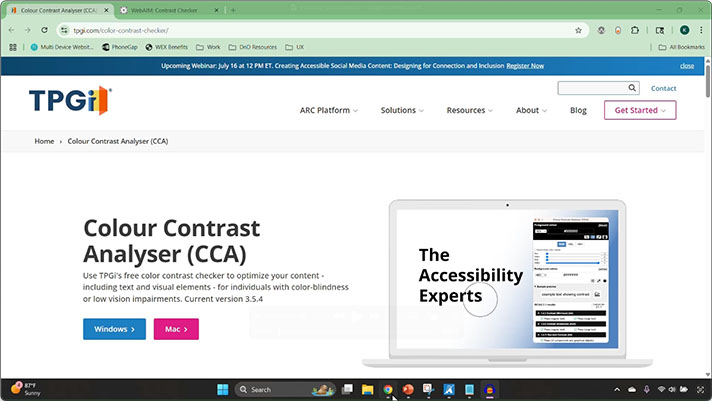 Colour Contrast Analyser (CCA)
WebAIM: Contrast Checker
tpgi.com/color-contrast-checker/
Multi Device Websit...
PhoneGap
WEX Benefits
Work
DnD Resources
UX
All Bookmarks
Upcoming Webinar: July 16 at 12 PM ET. Creating Accessible Social Media Content: Designing for Connection and Inclusion Register Now
close
TPGi
Contact
ARC Platform
Solutions
Resources
About
Blog
Get Started
Home › Colour Contrast Analyser (CCA)
Colour Contrast
Analyser (CCA)
Use TPGi's free color contrast checker to optimize your content -
including text and visual elements - for individuals with color-blindness
or low vision impairments. Current version 3.5.4
Windows ›
Mac ›
The
Accessibility
Experts
example text showing contrast
87°F
Sunny
Search